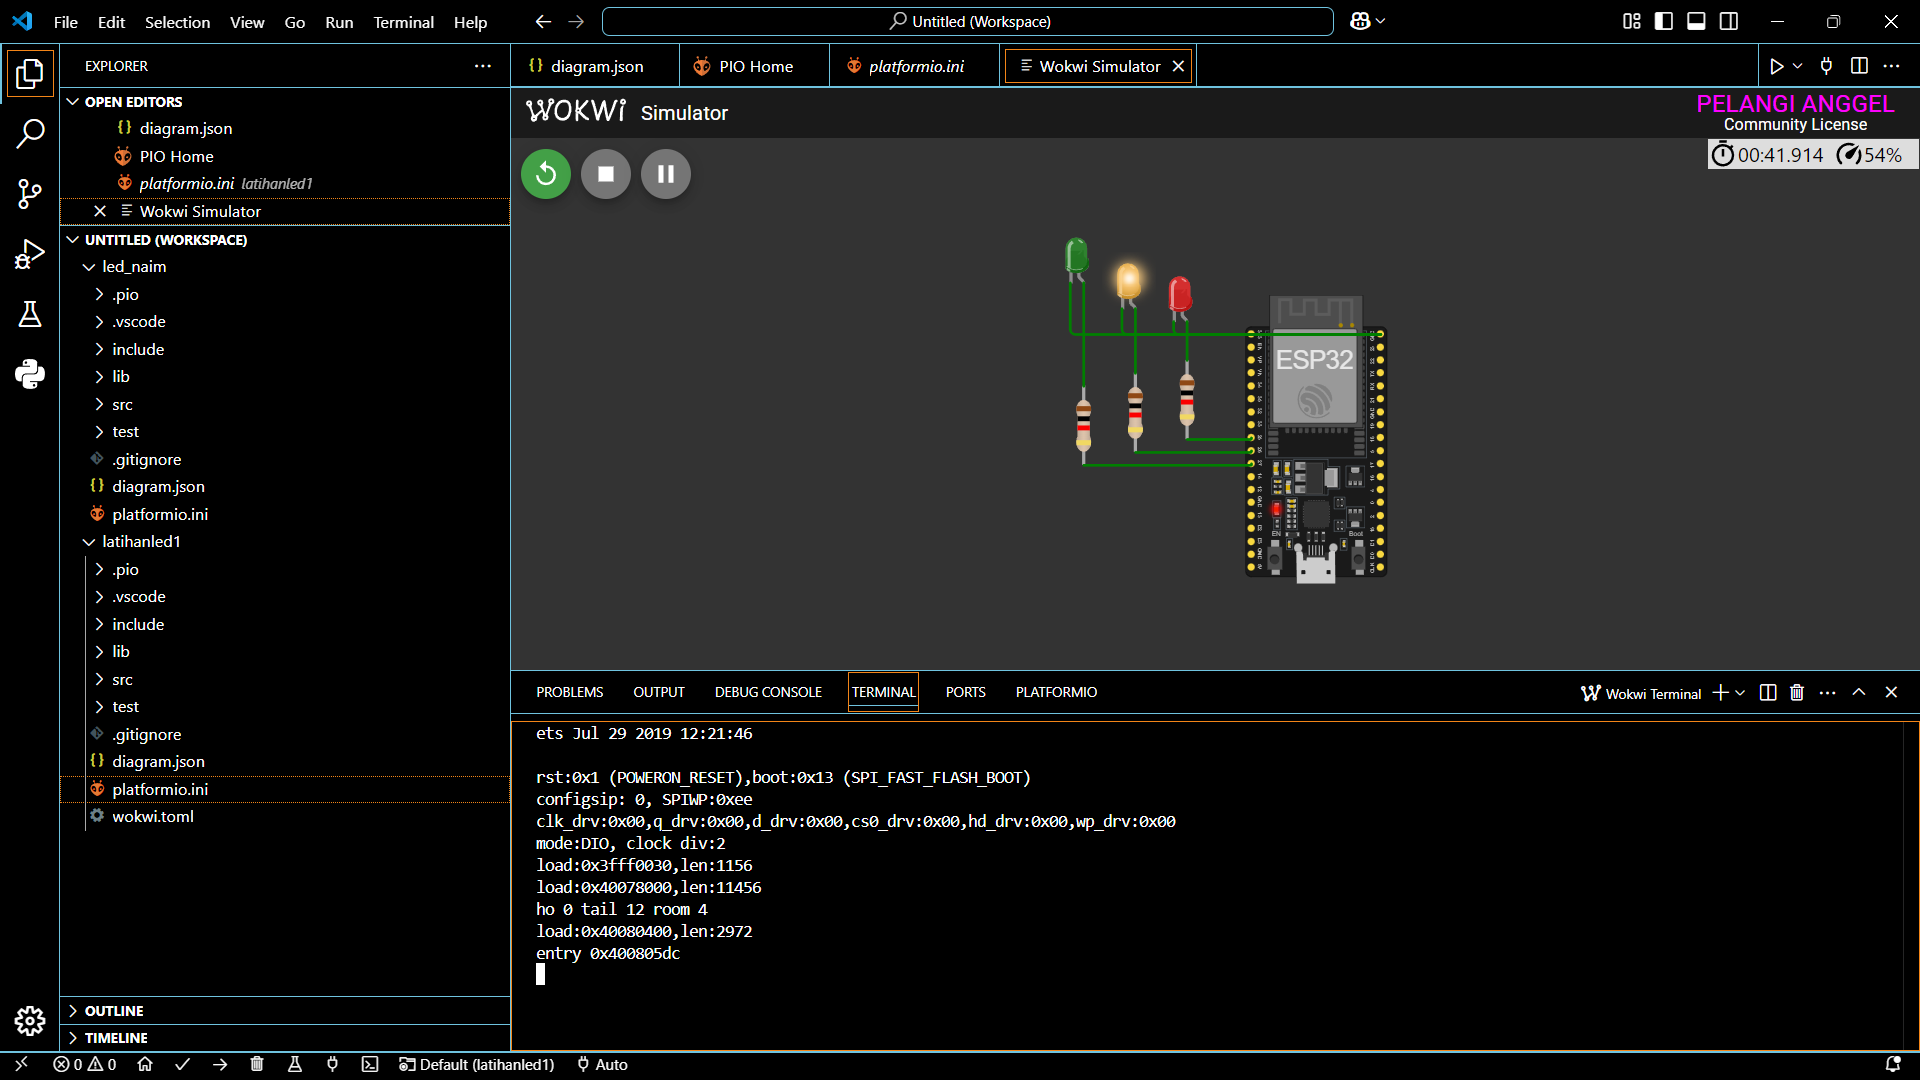 File Edit Selection View Go Run Terminal Help
Untitled (Workspace)
EXPLORER
OPEN EDITORS
diagram.json
PIO Home
platformio.ini latihanled1
Wokwi Simulator
UNTITLED (WORKSPACE)
led_naim
.pio
.vscode
include
lib
src
test
.gitignore
diagram.json
platformio.ini
latihanled1
.pio
.vscode
include
lib
src
test
.gitignore
diagram.json
platformio.ini
wokwi.toml
OUTLINE
TIMELINE
diagram.json
PIO Home
platformio.ini
Wokwi Simulator
WOKWi Simulator
PELANGI ANGGEL
Community License
00:41.914 54%
ESP32
EN
Boot
PROBLEMS OUTPUT DEBUG CONSOLE TERMINAL PORTS PLATFORMIO
Wokwi Terminal
ets Jul 29 2019 12:21:46
rst:0x1 (POWERON_RESET),boot:0x13 (SPI_FAST_FLASH_BOOT)
configsip: 0, SPIWP:0xee
clk_drv:0x00,q_drv:0x00,d_drv:0x00,cs0_drv:0x00,hd_drv:0x00,wp_drv:0x00
mode:DIO, clock div:2
load:0x3fff0030,len:1156
load:0x40078000,len:11456
ho 0 tail 12 room 4
load:0x40080400,len:2972
entry 0x400805dc
0 0 Default (latihanled1) Auto